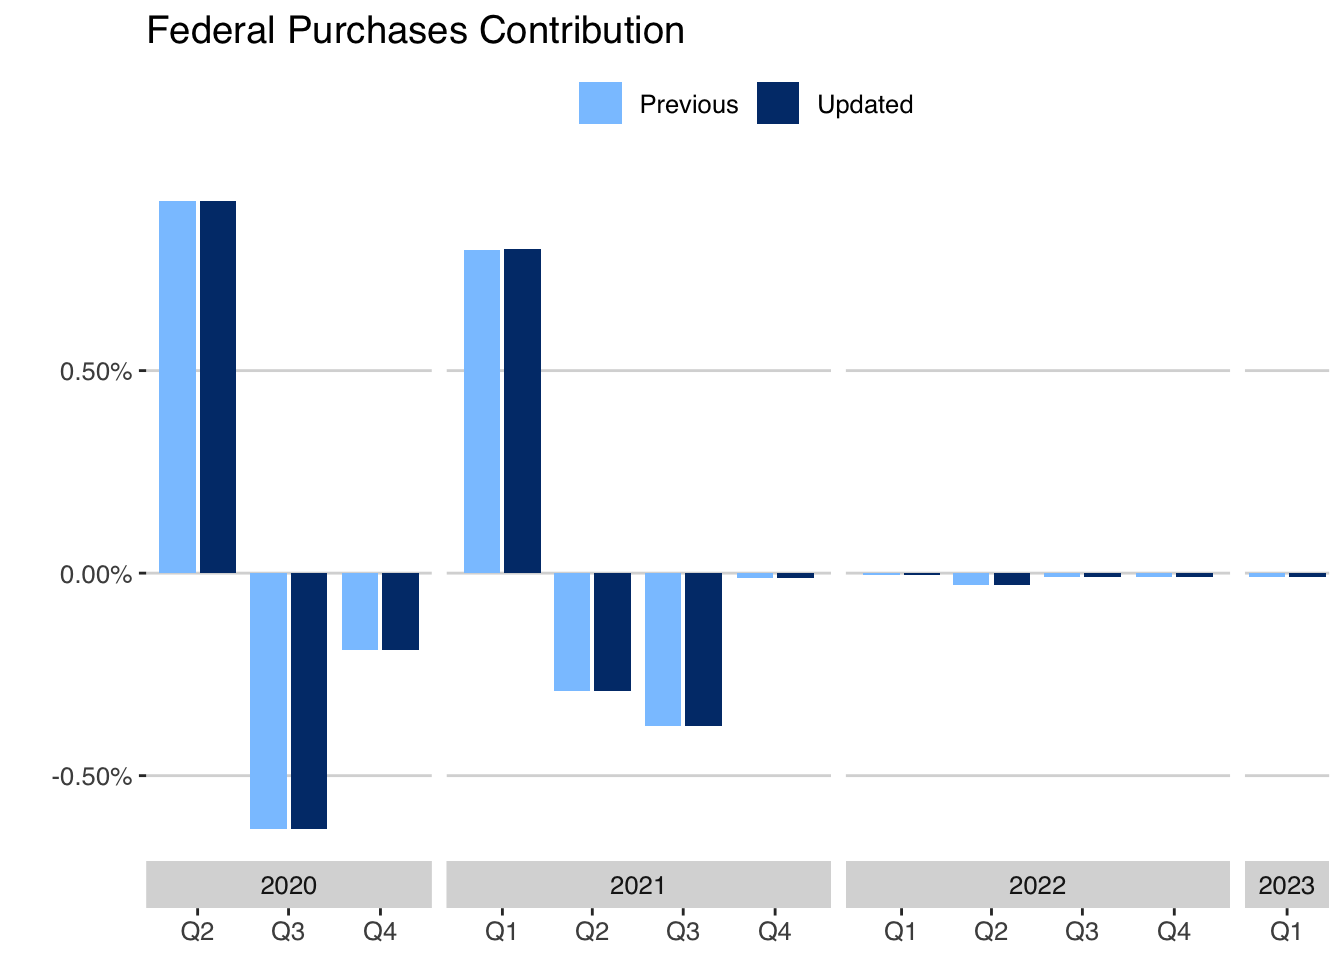 Federal Purchases Contribution
Previous Updated
0.50%
0.00%
-0.50%
2020 2021 2022 2023
Q2 Q3 Q4 Q1 Q2 Q3 Q4 Q1 Q2 Q3 Q4 Q1